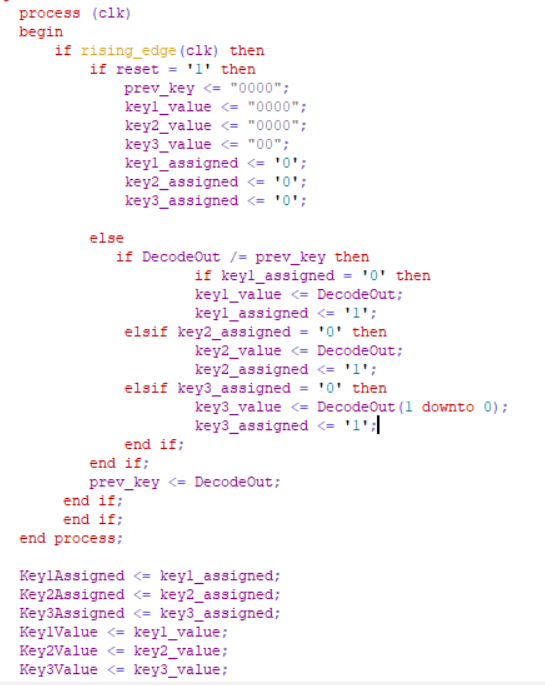 process (clk)
begin
    if rising_edge(clk) then
        if reset = '1' then
            prev_key <= "0000";
            key1_value <= "0000";
            key2_value <= "0000";
            key3_value <= "00";
            key1_assigned <= '0';
            key2_assigned <= '0';
            key3_assigned <= '0';
        else
           if DecodeOut /= prev_key then
                    if key1_assigned = '0' then
                    key1_value <= DecodeOut;
                    key1_assigned <= '1';
            elsif key2_assigned = '0' then
                    key2_value <= DecodeOut;
                    key2_assigned <= '1';
            elsif key3_assigned = '0' then
                    key3_value <= DecodeOut(1 downto 0);
                    key3_assigned <= '1';
            end if;
        end if;
        prev_key <= DecodeOut;
     end if;
     end if;
end process;
Key1Assigned <= key1_assigned;
Key2Assigned <= key2_assigned;
Key3Assigned <= key3_assigned;
Key1Value <= key1_value;
Key2Value <= key2_value;
Key3Value <= key3_value;